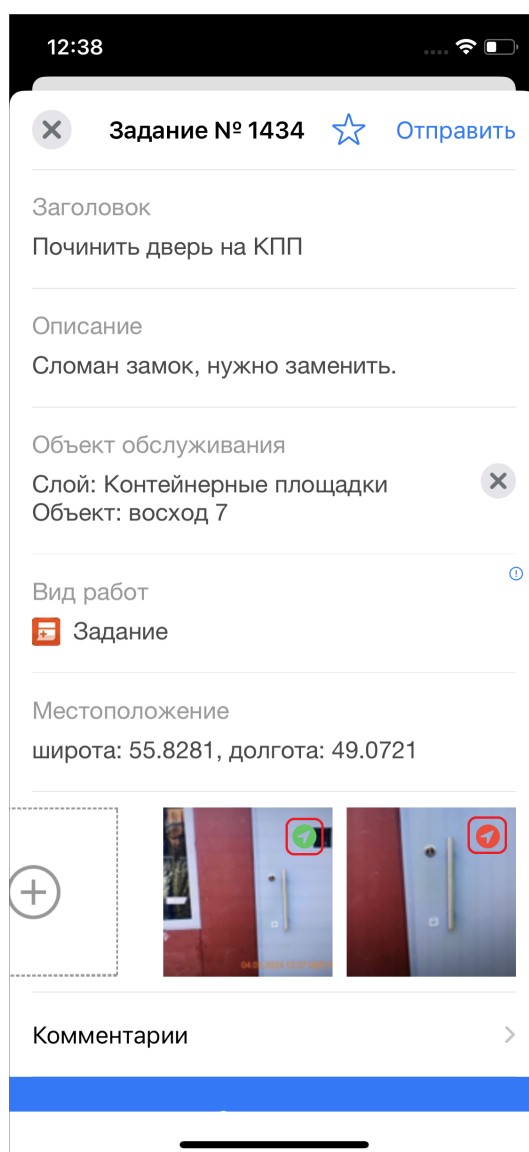 12:38
Задание № 1434
Отправить
Заголовок
Починить дверь на КПП
Описание
Сломан замок, нужно заменить.
Объект обслуживания
Слой: Контейнерные площадки
Объект: восход 7
Вид работ
Задание
Местоположение
широта: 55.8281, долгота: 49.0721
Комментарии